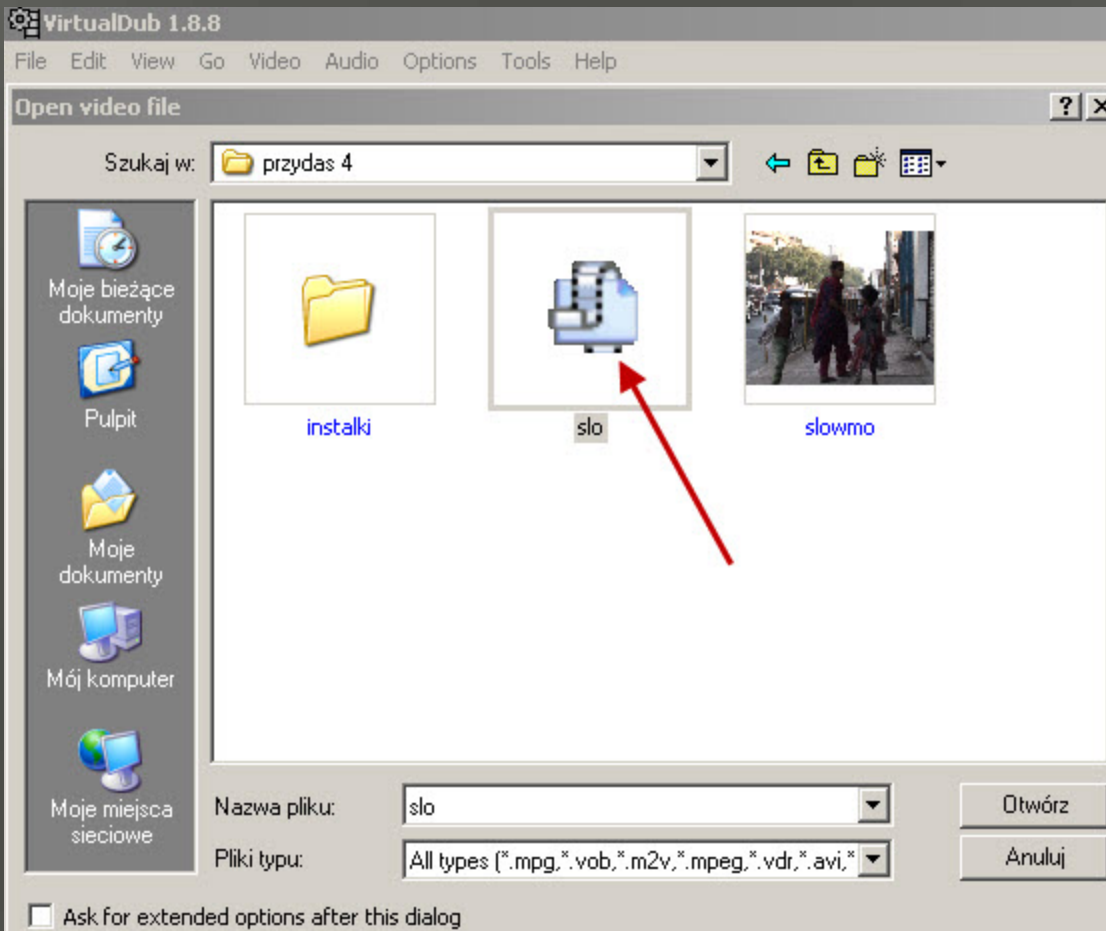 VirtualDub 1.8.8
File Edit View Go Video Audio Options Tools Help
Open video file
Szukaj w: przydas 4
Moje bieżące
dokumenty
Pulpit
Moje
dokumenty
Mój komputer
Moje miejsca
sieciowe
instalki slo slowmo
Nazwa pliku: slo Otwórz
Pliki typu: All types (*.mpg,*.vob,*.m2v,*.mpeg,*.vdr,*.avi,* Anuluj
Ask for extended options after this dialog